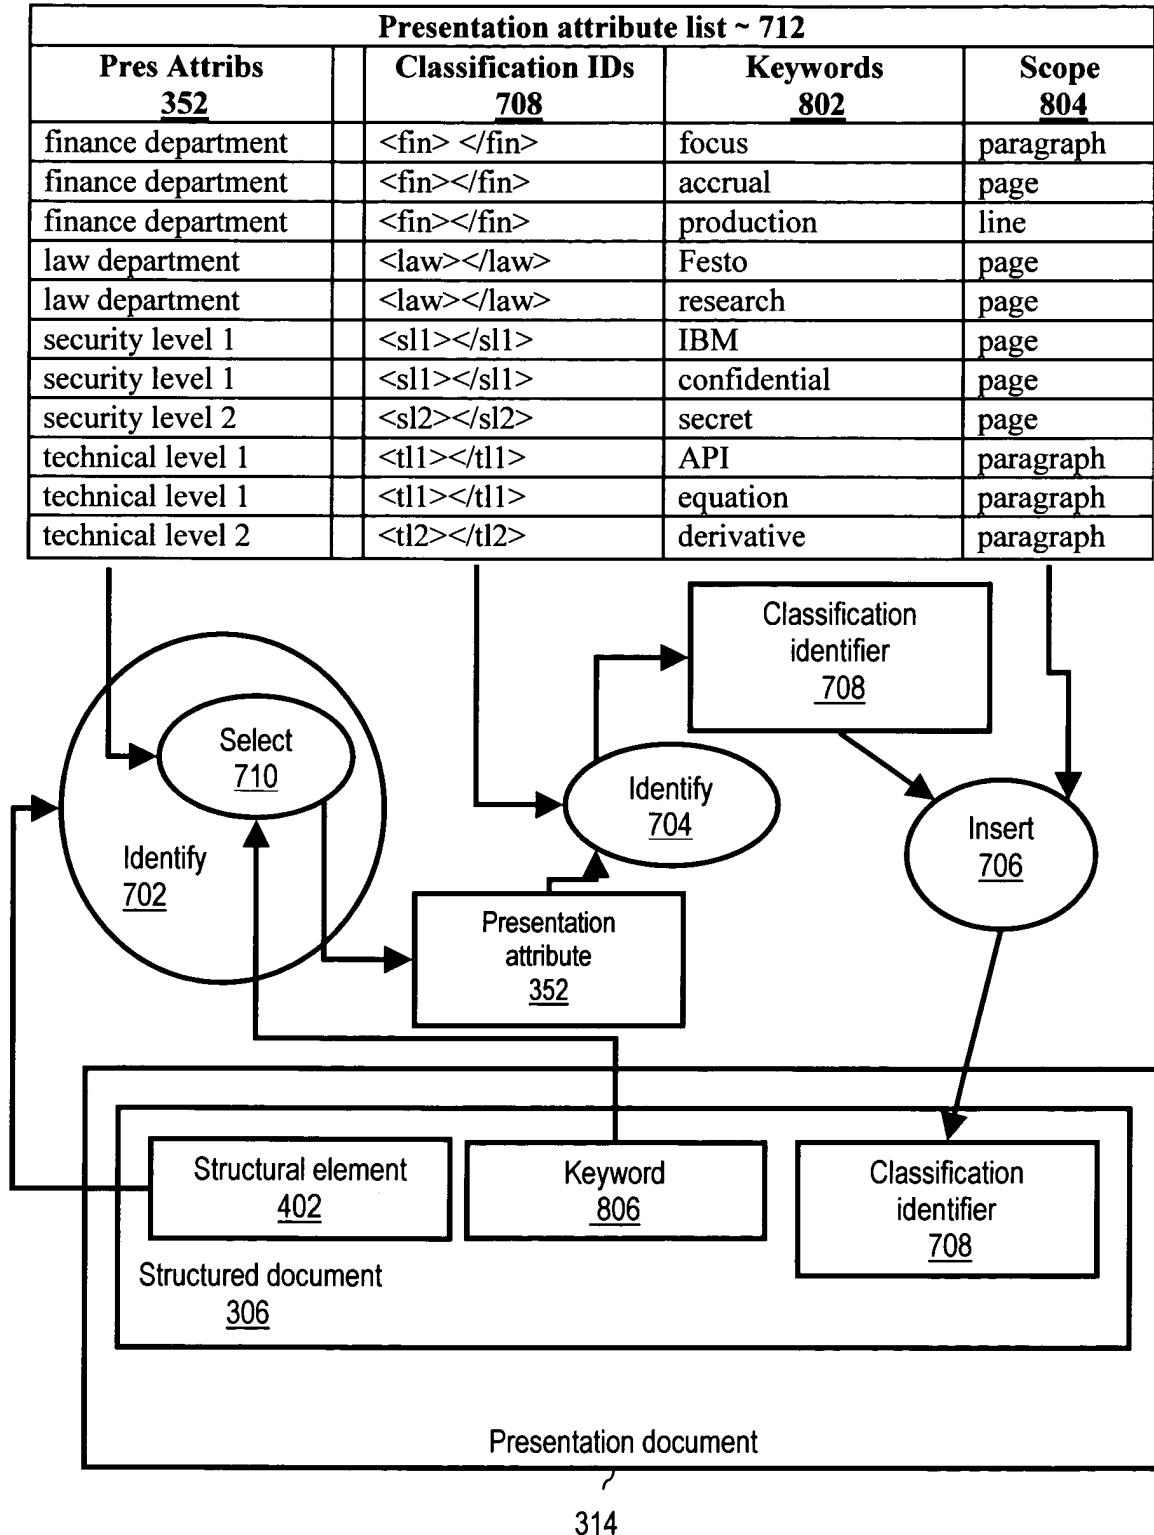 Presentation attribute list ~ 712
Pres Attribs Classification IDs Keywords Scope
352 708 802 804
finance department <fin> </fin> focus paragraph
finance department <fin></fin> accrual page
finance department <fin></fin> production line
law department <law></law> Festo page
law department <law></law> research page
security level 1 <sl1></sl1> IBM page
security level 1 <sl1></sl1> confidential page
security level 2 <sl2></sl2> secret page
technical level 1 <tl1></tl1> API paragraph
technical level 1 <tl1></tl1> equation paragraph
technical level 2 <tl2></tl2> derivative paragraph
Classification
identifier
708
Select
710
Identify
704
Insert
706
Identify
702
Presentation
attribute
352
Structural element
402
Keyword
806
Classification
identifier
708
Structured document
306
Presentation document
314